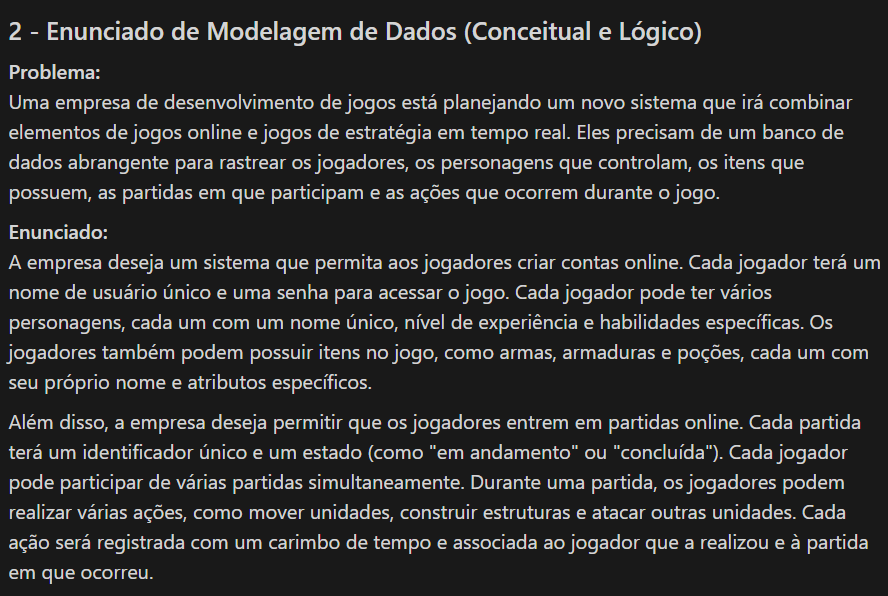 2 - Enunciado de Modelagem de Dados (Conceitual e Lógico)
Problema:
Uma empresa de desenvolvimento de jogos está planejando um novo sistema que irá combinar
elementos de jogos online e jogos de estratégia em tempo real. Eles precisam de um banco de
dados abrangente para rastrear os jogadores, os personagens que controlam, os itens que
possuem, as partidas em que participam e as ações que ocorrem durante o jogo.
Enunciado:
A empresa deseja um sistema que permita aos jogadores criar contas online. Cada jogador terá um
nome de usuário único e uma senha para acessar o jogo. Cada jogador pode ter vários
personagens, cada um com um nome único, nível de experiência e habilidades específicas. Os
jogadores também podem possuir itens no jogo, como armas, armaduras e poções, cada um com
seu próprio nome e atributos específicos.
Além disso, a empresa deseja permitir que os jogadores entrem em partidas online. Cada partida
terá um identificador único e um estado (como "em andamento" ou "concluída"). Cada jogador
pode participar de várias partidas simultaneamente. Durante uma partida, os jogadores podem
realizar várias ações, como mover unidades, construir estruturas e atacar outras unidades. Cada
ação será registrada com um carimbo de tempo e associada ao jogador que a realizou e à partida
em que ocorreu.